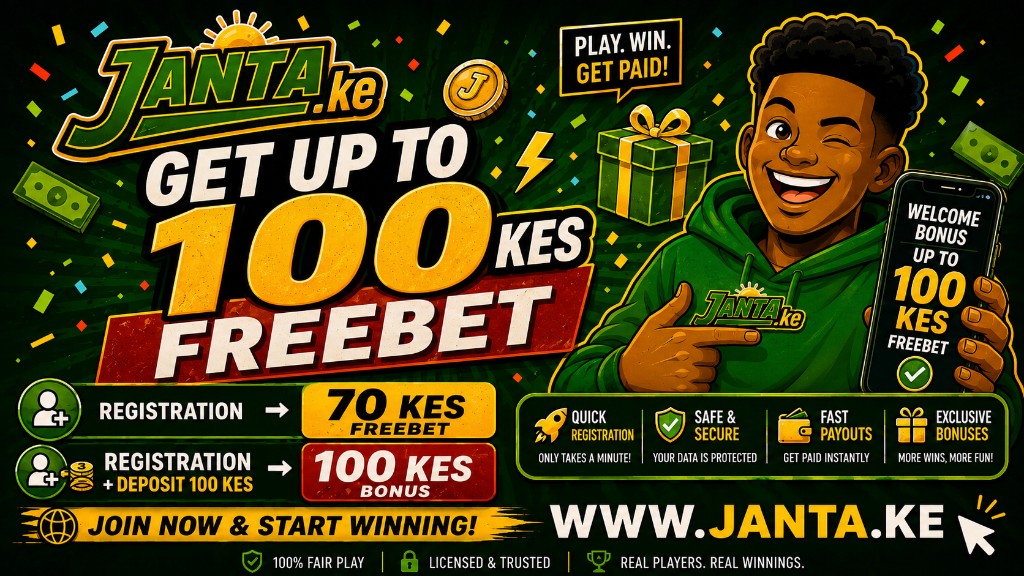 JANTA.ke
GET UP TO
100 KES
FREEBET
REGISTRATION → 70 KES
FREEBET
REGISTRATION
+ DEPOSIT 100 KES → 100 KES
BONUS
3
JOIN NOW & START WINNING!
J
PLAY. WIN.
GET PAID!
JANTA.ke
WELCOME
BONUS
UP TO
100
KES
FREEBET
QUICK
REGISTRATION
ONLY TAKES A MINUTE!
SAFE &
SECURE
YOUR DATA IS PROTECTED
FAST
PAYOUTS
GET PAID INSTANTLY
EXCLUSIVE
BONUSES
MORE WINS, MORE FUN!
WWW.JANTA.KE
100% FAIR PLAY
LICENSED & TRUSTED
REAL PLAYERS. REAL WINNINGS.